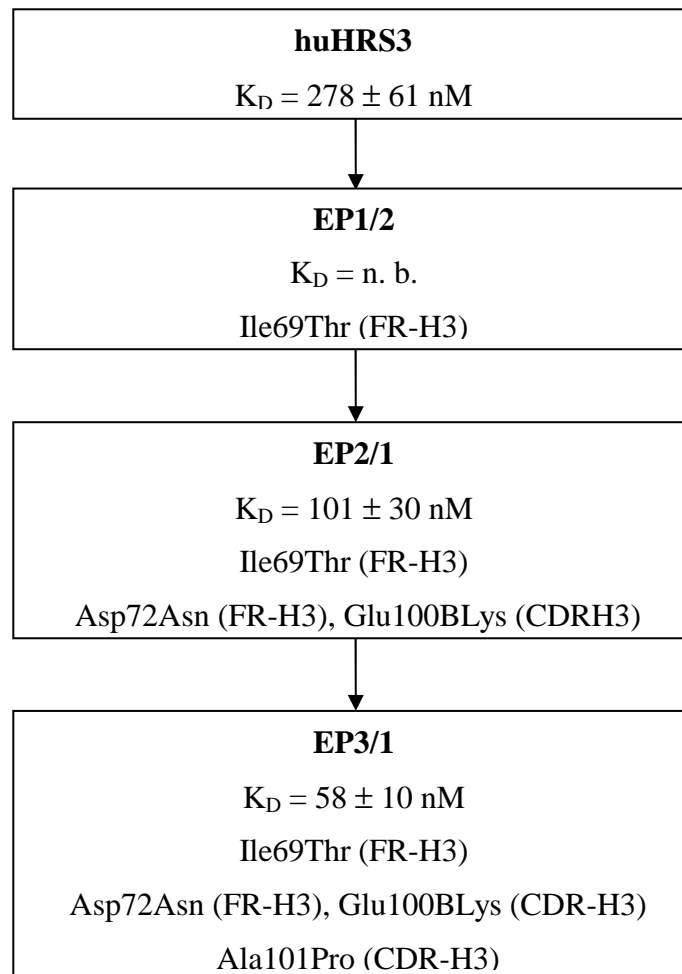 huHRS3
K_D = 278 ± 61 nM
EP1/2
K_D = n. b.
Ile69Thr (FR-H3)
EP2/1
K_D = 101 ± 30 nM
Ile69Thr (FR-H3)
Asp72Asn (FR-H3), Glu100BLys (CDRH3)
EP3/1
K_D = 58 ± 10 nM
Ile69Thr (FR-H3)
Asp72Asn (FR-H3), Glu100BLys (CDR-H3)
Ala101Pro (CDR-H3)